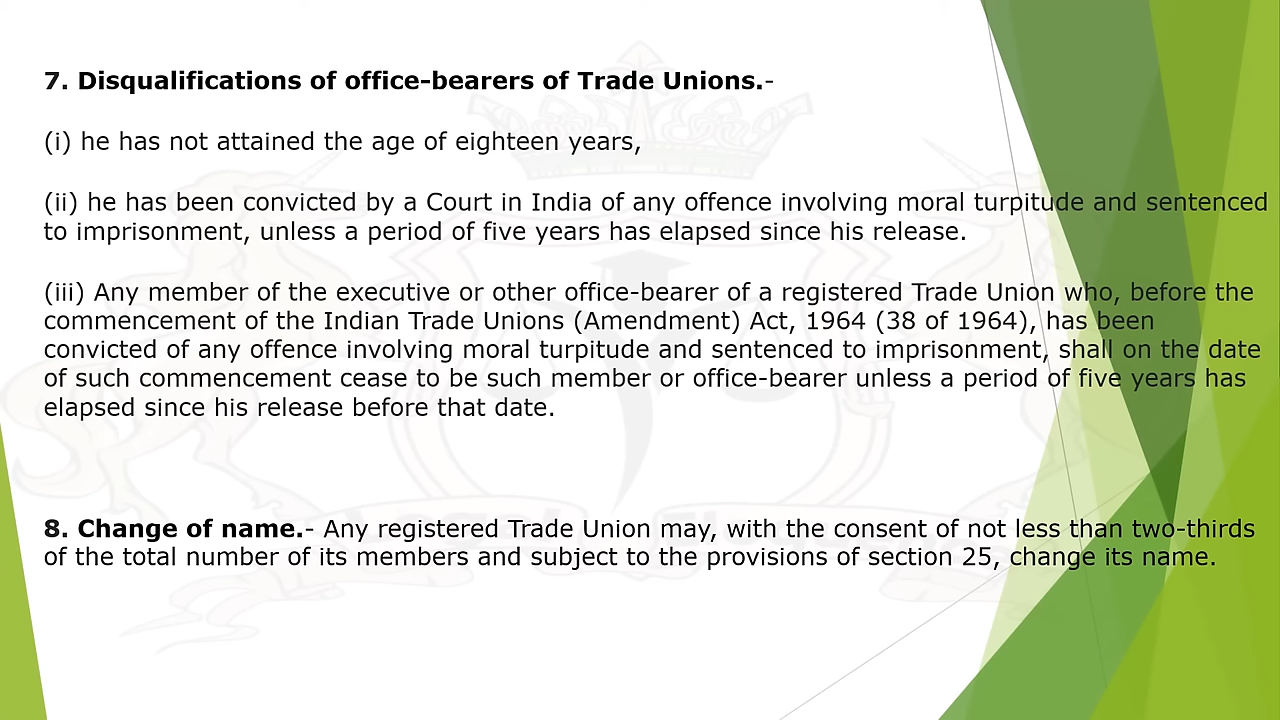 7. Disqualifications of office-bearers of Trade Unions.-
(i) he has not attained the age of eighteen years,
(ii) he has been convicted by a Court in India of any offence involving moral turpitude and sentenced
to imprisonment, unless a period of five years has elapsed since his release.
(iii) Any member of the executive or other office-bearer of a registered Trade Union who, before the
commencement of the Indian Trade Unions (Amendment) Act, 1964 (38 of 1964), has been
convicted of any offence involving moral turpitude and sentenced to imprisonment, shall on the date
of such commencement cease to be such member or office-bearer unless a period of five years has
elapsed since his release before that date.
8. Change of name.- Any registered Trade Union may, with the consent of not less than two-thirds
of the total number of its members and subject to the provisions of section 25, change its name.